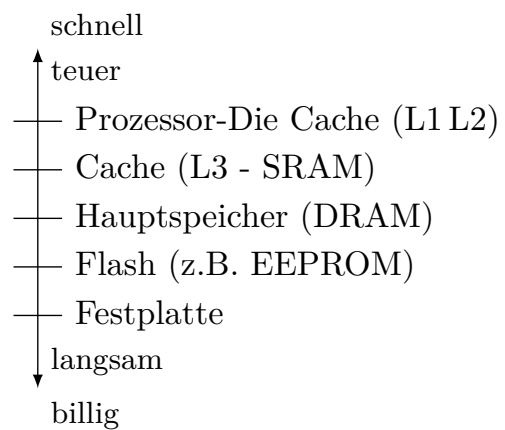 schnell
teuer
Prozessor-Die Cache (L1 L2)
Cache (L3 - SRAM)
Hauptspeicher (DRAM)
Flash (z.B. EEPROM)
Festplatte
langsam
billig